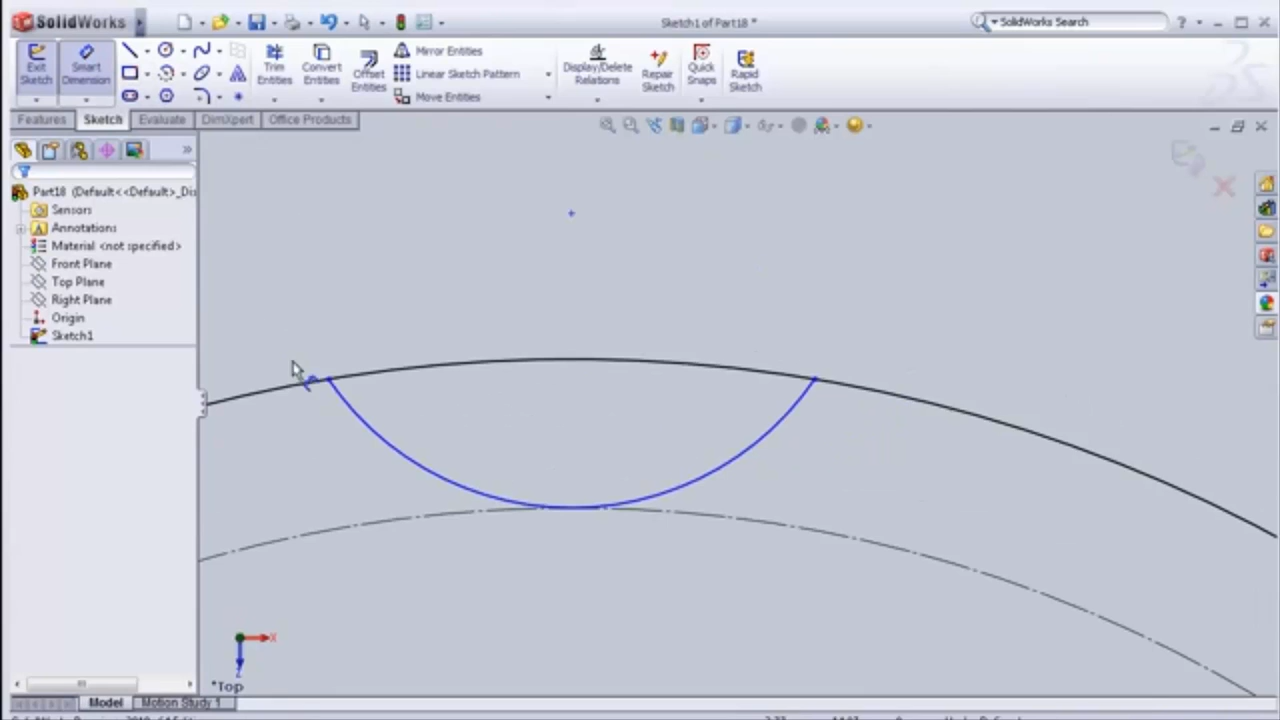 SolidWorks
Sketch1 of Part18 *
SolidWorks Search
?
Exit Sketch
Smart Dimension
Trim Entities
Convert Entities
Offset Entities
Mirror Entities
Linear Sketch Pattern
Move Entities
Display/Delete Relations
Repair Sketch
Quick Snaps
Rapid Sketch
Features
Sketch
Evaluate
DimXpert
Office Products
»
Part18 (Default<<Default>_Dis
Sensors
Annotations
Material <not specified>
Front Plane
Top Plane
Right Plane
Origin
Sketch1
X
Z
*Top
Model
Motion Study 1